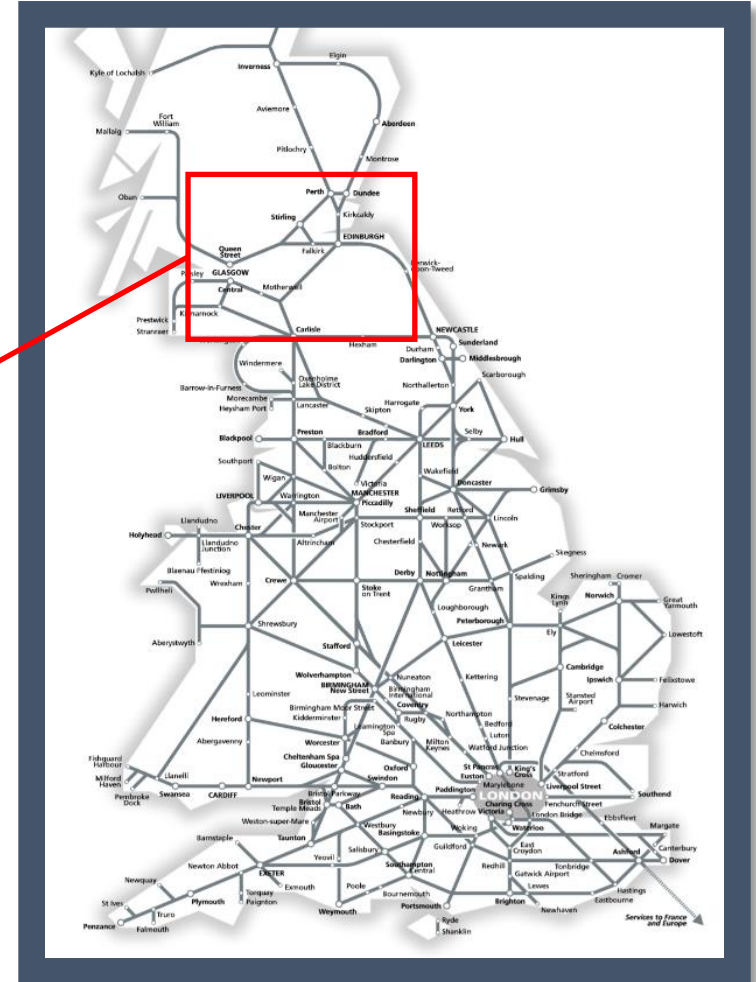 Elgin
Inverness
Kyle of Lochalsh
Aviemore
Fort
William
Mallaig
Aberdeen
Pitlochry
Montrose
Perth
Dundee
Oban
Stirling
Kirkcaldy
EDINBURGH
Queen
Street
Falkirk
GLASGOW
Central
Motherwell
Kilmarnock
Prestwick
Stranraer
Carlisle
Hexham
NEWCASTLE
Sunderland
Durham
Darlington
Middlesbrough
Windermere
Oxenholme
Lake District
Scarborough
Barrow-in-Furness
Northallerton
Morecambe
Heysham Port
Lancaster
Harrogate
Skipton
York
Blackpool
Preston
Bradford
LEEDS
Selby
Hull
Blackburn
Huddersfield
Southport
Bolton
Wakefield
Wigan
Victoria
Doncaster
LIVERPOOL
Warrington
MANCHESTER
Piccadilly
Grimsby
Sheffield
Retford
Llandudno
Manchester
Airport
Stockport
Worksop
Lincoln
Holyhead
Chester
Llandudno
Junction
Altrincham
Chesterfield
Newark
Skegness
Blaenau Ffestiniog
Wrexham
Crewe
Stoke
on Trent
Derby
Nottingham
Grantham
Spalding
Sheringham
Cromer
Pwllheli
Kings
Lynn
Norwich
Great
Yarmouth
Loughborough
Shrewsbury
Peterborough
Ely
Lowestoft
Aberystwyth
Stafford
Leicester
Wolverhampton
Nuneaton
Kettering
Cambridge
BIRMINGHAM
New Street
Birmingham
International
Ipswich
Felixstowe
Leominster
Coventry
Stevenage
Stansted
Airport
Birmingham Moor Street
Kidderminster
Rugby
Northampton
Harwich
Hereford
Leamington
Spa
Bedford
Colchester
Abergavenny
Worcester
Banbury
Milton
Keynes
Luton
Watford Junction
Chelmsford
Cheltenham Spa
Gloucester
Oxford
St Pancras
Euston
King's
Cross
Stratford
Fishguard
Harbour
Llanelli
Newport
Swindon
Marylebone
Liverpool Street
Milford
Haven
Swansea
CARDIFF
Bristol Parkway
Reading
Paddington
LONDON
Southend
Pembroke
Dock
Bristol
Temple Meads
Bath
Newbury
Heathrow
Victoria
Charing Cross
Fenchurch Street
Weston-super-Mare
London Bridge
Ebbsfleet
Westbury
Basingstoke
Woking
Waterloo
Margate
Barnstaple
Taunton
Salisbury
Guildford
East
Croydon
Ashford
Canterbury
Newton Abbot
Yeovil
Southampton
Central
Redhill
Tonbridge
Dover
EXETER
Gatwick Airport
Newquay
Exmouth
Poole
Lewes
Hastings
St Ives
Plymouth
Torquay
Paignton
Bournemouth
Eastbourne
Truro
Weymouth
Portsmouth
Brighton
Newhaven
Penzance
Falmouth
Ryde
Shanklin
Services to France
and Europe